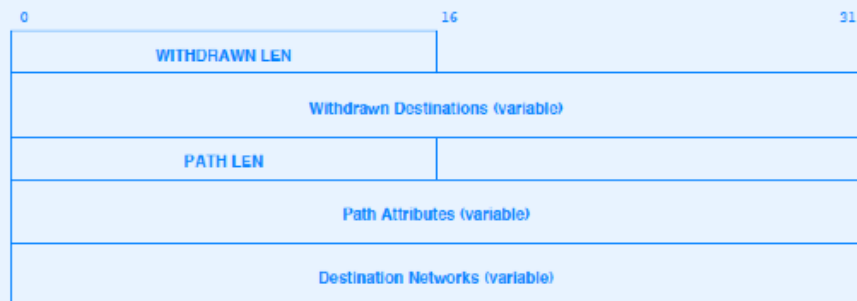 0 16 31
WITHDRAWN LEN
Withdrawn Destinations (variable)
PATH LEN
Path Attributes (variable)
Destination Networks (variable)